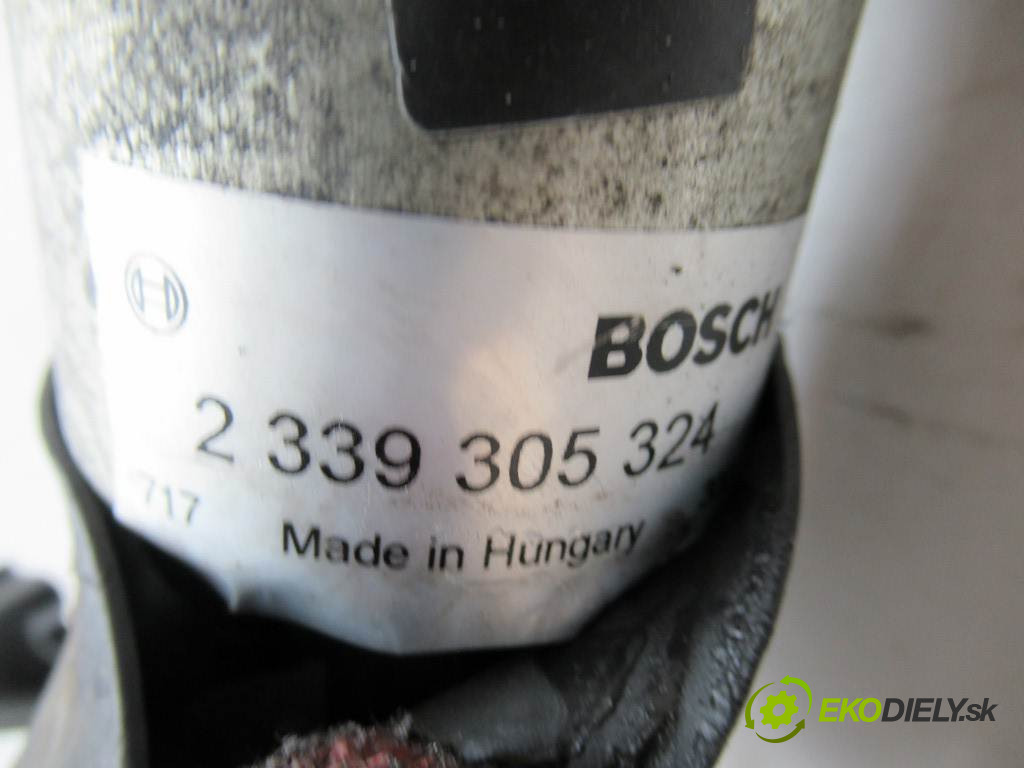 BOSCH
2 339 305 324
717
Made in Hungary
EKODIELY.sk